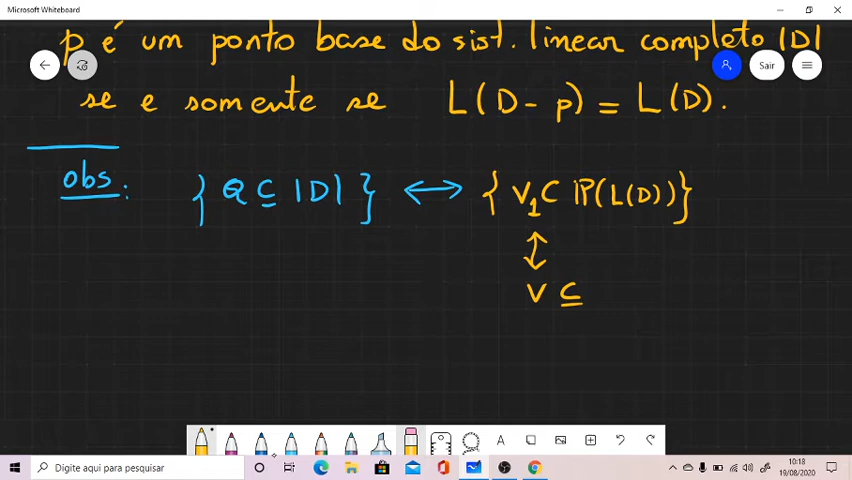 Microsoft Whiteboard
p é um ponto base do sist. linear completo |D|
Sair
se e somente se L(D-p) = L(D).
obs. : { Q ⊆ |D| } ↔ { V₁ ⊂ ℙ(L(D)) }
↕
V ⊆
Digite aqui para pesquisar
10:18
19/08/2020